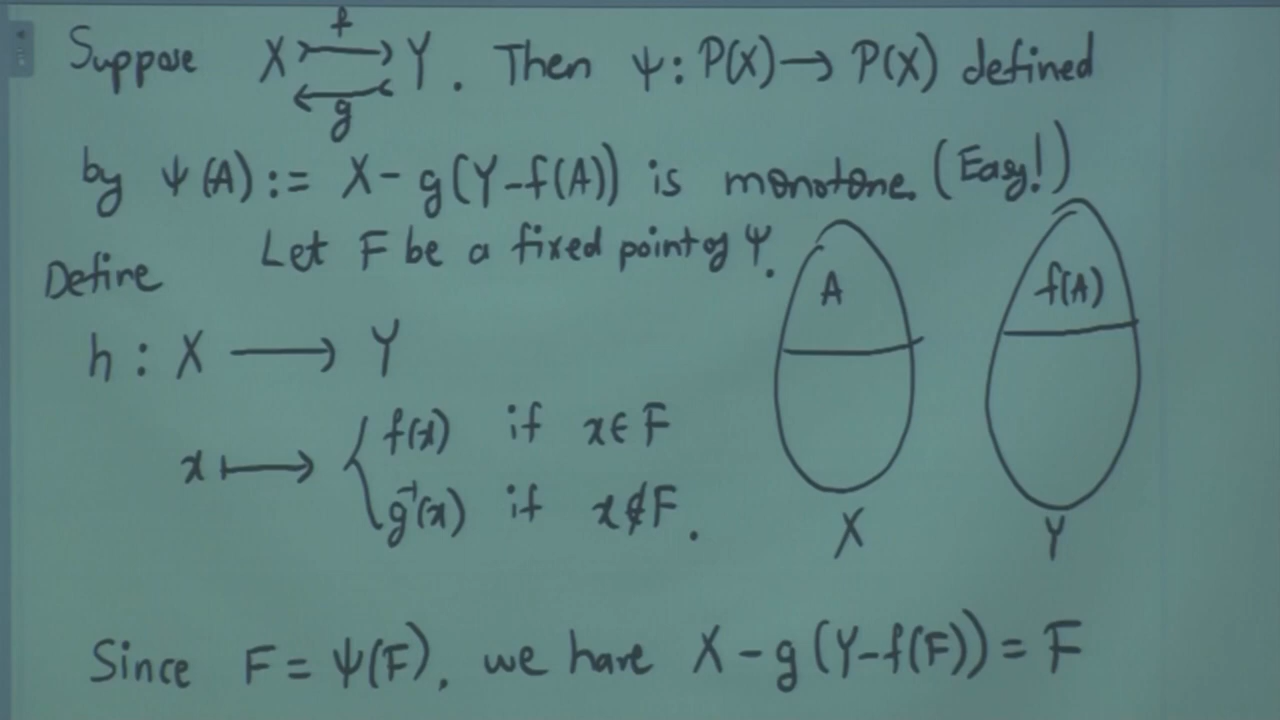 Suppose X ⇄ Y. Then ψ: P(X) → P(X) defined
f
g
by ψ(A) := X - g(Y - f(A)) is monotone. (Easy!)
Let F be a fixed point of ψ.
Define
h : X ⟶ Y
x ⟼ { f(x) if x ∈ F
g⁻¹(x) if x ∉ F.
A
f(A)
X
Y
Since F = ψ(F), we have X - g(Y - f(F)) = F